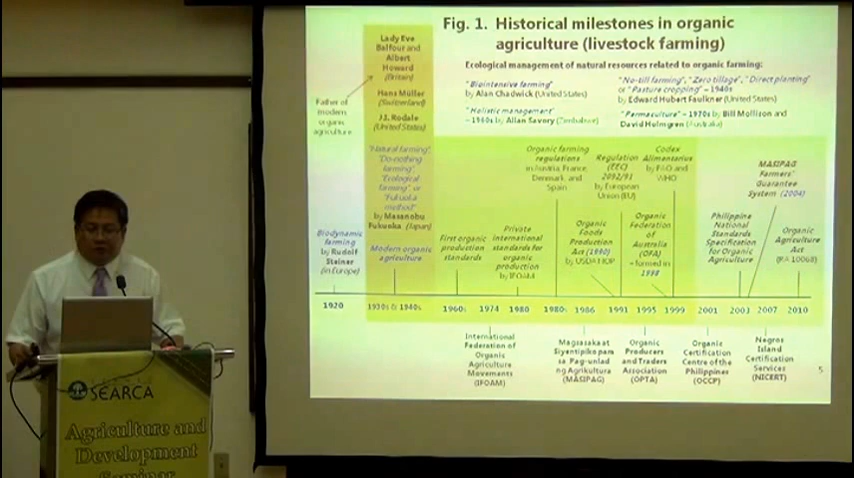 Fig. 1. Historical milestones in organic
agriculture (livestock farming)
Ecological management of natural resources related to organic farming:
"Biointensive farming"
by Alan Chadwick (United States)
"Holistic management"
– 1960s by Allan Savory (Zimbabwe)
"No-till farming", "Zero tillage", "Direct planting"
or "Pasture cropping" – 1940s
by Edward Hubert Faulkner (United States)
"Permaculture" – 1970s by Bill Mollison and
David Holmgren (Australia)
Lady Eve
Balfour and
Albert
Howard
(Britain)
Hans Müller
(Switzerland)
J.I. Rodale
(United States)
Father of
modern
organic
agriculture
"Natural farming",
"Do-nothing
farming",
"Ecological
farming", or
"Fukuoka
method"
by Masanobu
Fukuoka (Japan)
Modern organic
agriculture
Biodynamic
farming
by Rudolf
Steiner
(in Europe)
First organic
production
standards
Private
international
standards for
organic
production
by IFOAM
Organic farming
regulations
in Austria, France,
Denmark, and
Spain
Organic
Foods
Production
Act (1990)
by USDA NOP
Regulation
(EEC)
2092/91
by European
Union (EU)
Organic
Federation
of
Australia
(OFA)
– formed in
1998
Codex
Alimentarius
by FAO and
WHO
Philippine
National
Standards
Specification
for Organic
Agriculture
MASIPAG
Farmers'
Guarantee
System (2004)
Organic
Agriculture
Act
(RA 10068)
1920 1930s & 1940s 1960s 1974 1980 1980s 1986 1991 1995 1999 2001 2003 2007 2010
International
Federation of
Organic
Agriculture
Movements
(IFOAM)
Magsasaka at
Siyentipiko para
sa Pag-unlad
ng Agrikultura
(MASIPAG)
Organic
Producers
and Traders
Association
(OPTA)
Organic
Certification
Centre of the
Philippines
(OCCP)
Negros
Island
Certification
Services
(NICERT)
5
SEARCA
Agriculture and
Development
Seminar